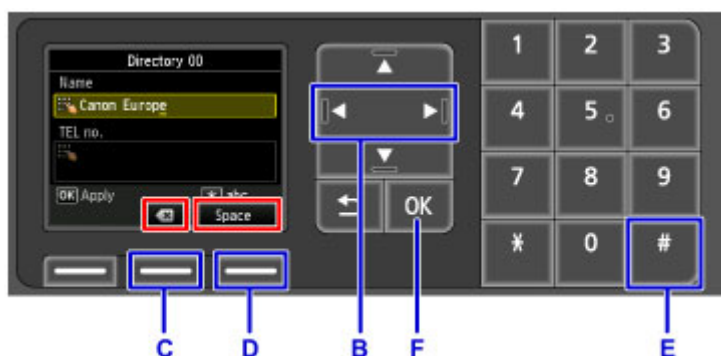 Directory 00
Name
Canon Europe
TEL no.
OK Apply
* abc
Space
OK
1 2 3
4 5 6
7 8 9
* 0 #
C D B F E